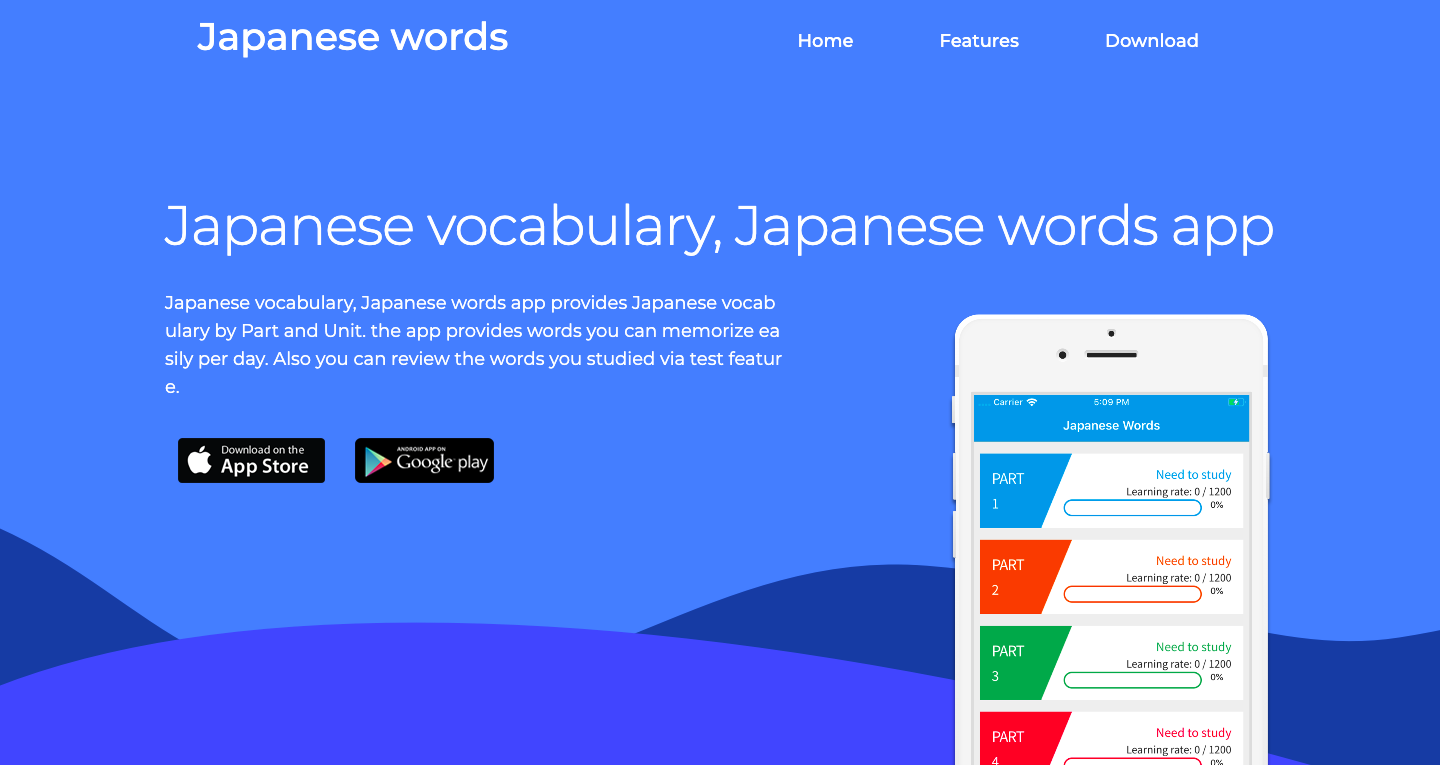 Japanese words
Home
Features
Download
Japanese vocabulary, Japanese words app
Japanese vocabulary, Japanese words app provides Japanese vocab
ulary by Part and Unit. the app provides words you can memorize ea
sily per day. Also you can review the words you studied via test featur
e.
Download on the
App Store
ANDROID APP ON
Google play
Carrier
5:09 PM
Japanese Words
PART
1
Need to study
Learning rate: 0 / 1200
0%
PART
2
Need to study
Learning rate: 0 / 1200
0%
PART
3
Need to study
Learning rate: 0 / 1200
0%
PART
4
Need to study
Learning rate: 0 / 1200
0%